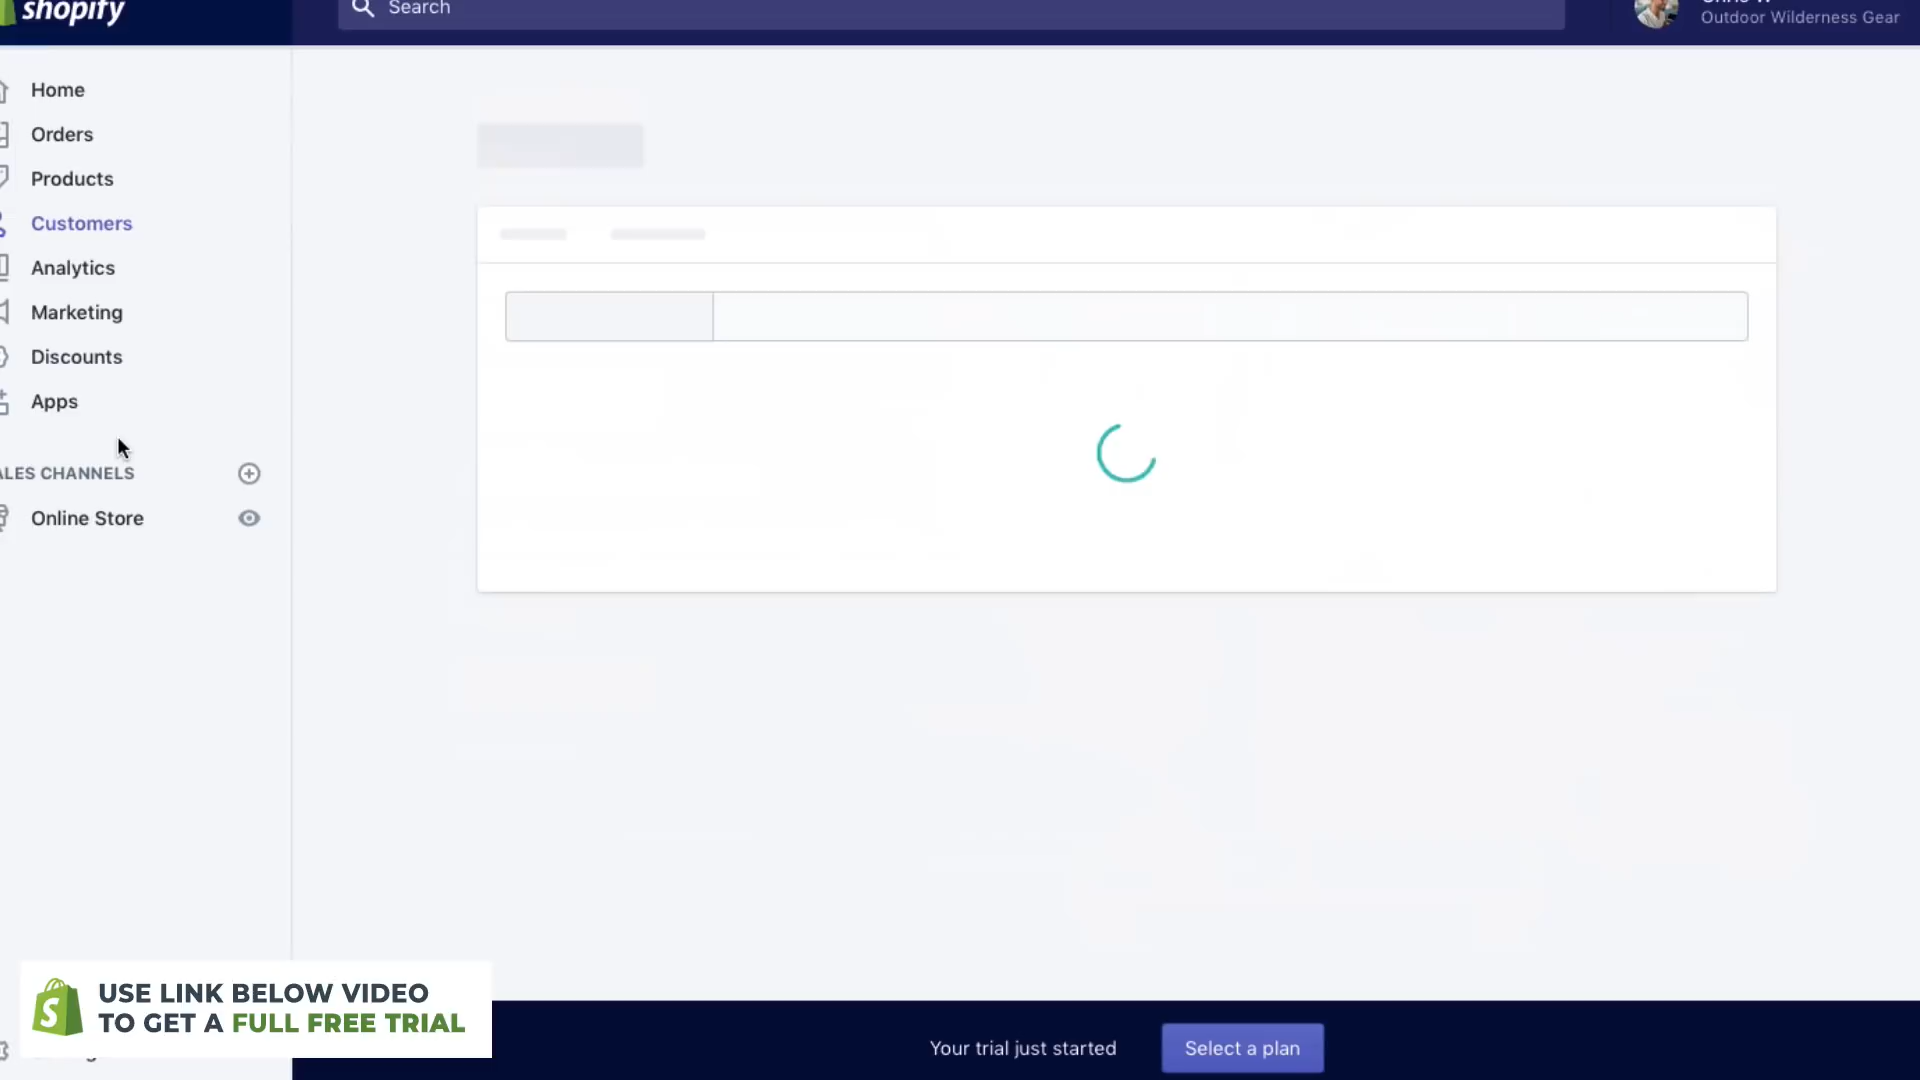 shopify
Search
Outdoor Wilderness Gear
Home
Orders
Products
Customers
Analytics
Marketing
Discounts
Apps
ALES CHANNELS
Online Store
USE LINK BELOW VIDEO
TO GET A FULL FREE TRIAL
Your trial just started
Select a plan